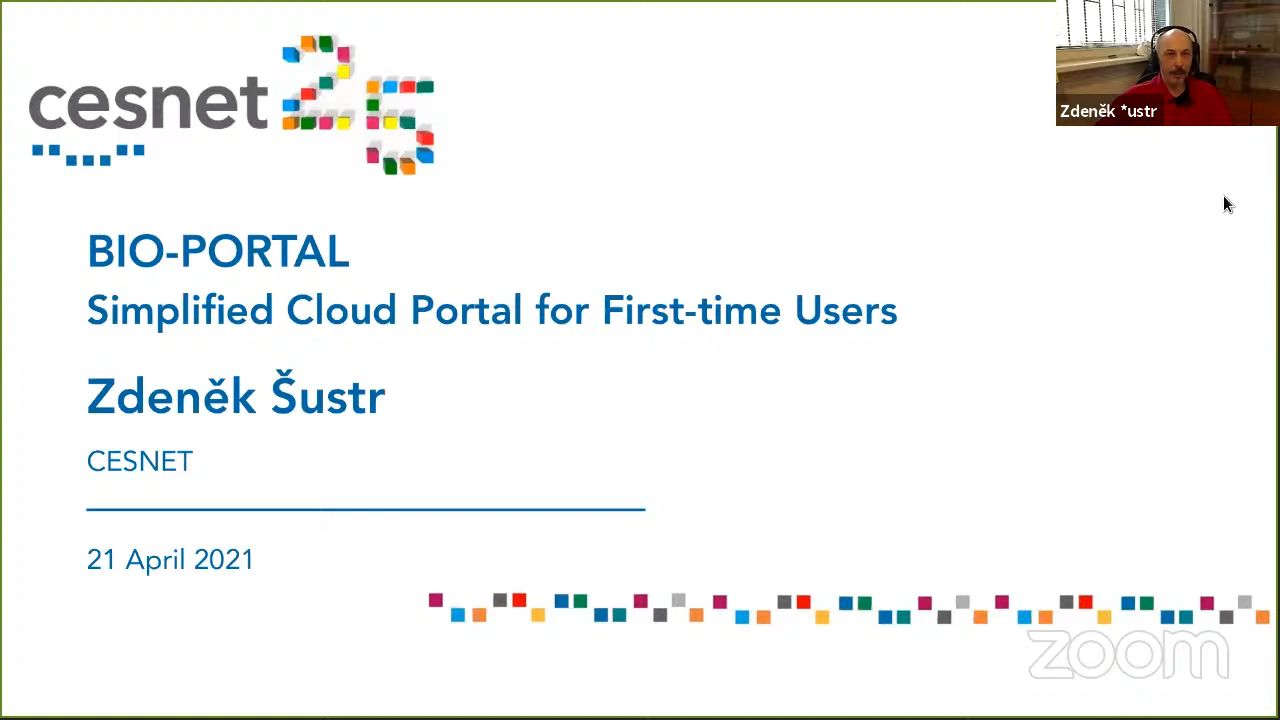 cesnet 25
Zdeněk *ustr
BIO-PORTAL
Simplified Cloud Portal for First-time Users
Zdeněk Šustr
CESNET
21 April 2021
zoom